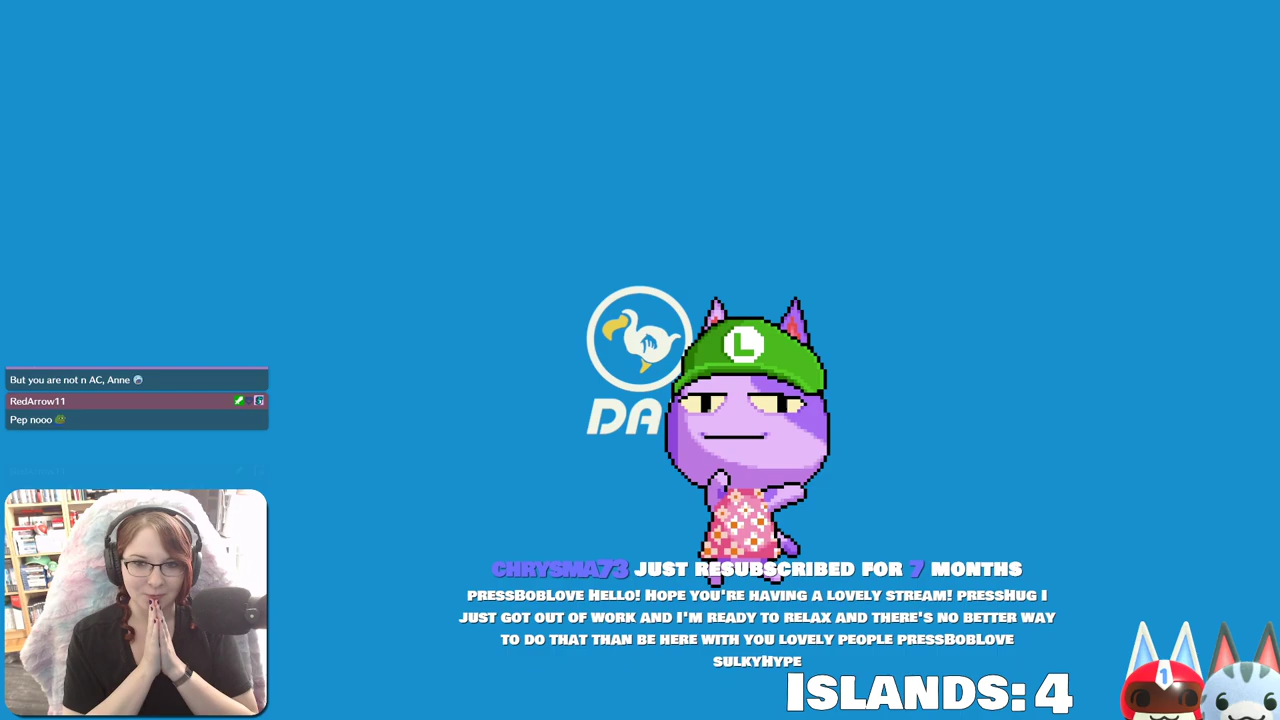 But you are not n AC, Anne
RedArrow11
Pep nooo
DA
L
CHRYSMA73 JUST RESUBSCRIBED FOR 7 MONTHS
PRESSBOBLOVE HELLO! HOPE YOU'RE HAVING A LOVELY STREAM! PRESSHUG I
JUST GOT OUT OF WORK AND I'M READY TO RELAX AND THERE'S NO BETTER WAY
TO DO THAT THAN BE HERE WITH YOU LOVELY PEOPLE PRESSBOBLOVE
SULKYHYPE
ISLANDS: 4
1